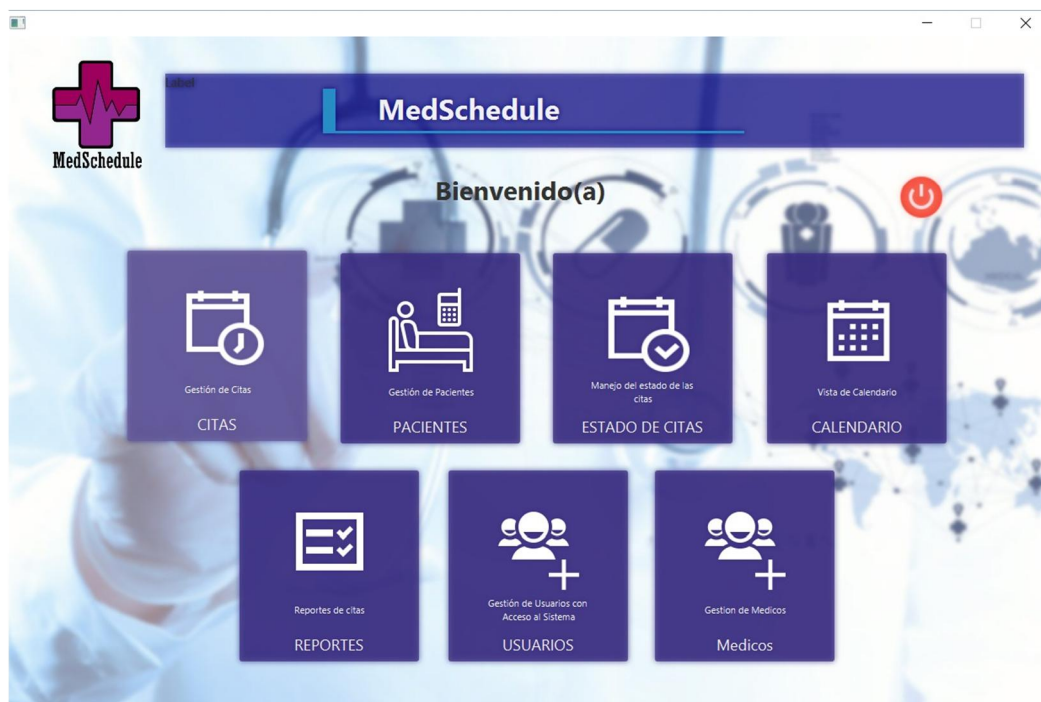 Label
MedSchedule
MedSchedule
Bienvenido(a)
Gestión de Citas
CITAS
Gestión de Pacientes
PACIENTES
Manejo del estado de las
citas
ESTADO DE CITAS
Vista de Calendario
CALENDARIO
Reportes de citas
REPORTES
Gestión de Usuarios con
Acceso al Sistema
USUARIOS
Gestion de Medicos
Medicos